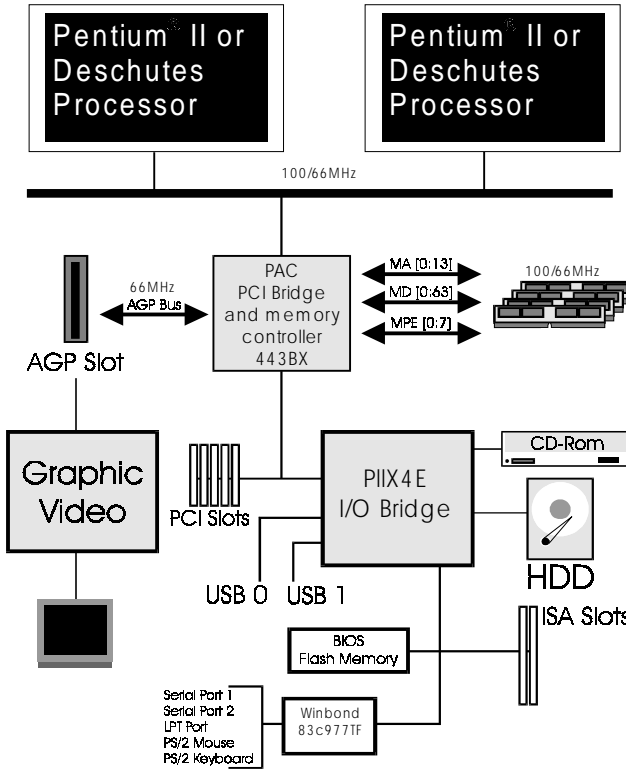 Pentium® II or
Deschutes
Processor
Pentium® II or
Deschutes
Processor
100/66MHz
PAC
PCI Bridge
and memory
controller
443BX
66MHz
AGP Bus
MA [0:13]
MD [0:63]
MPE [0:7]
100/66MHz
AGP Slot
Graphic
Video
PCI Slots
PIIX4E
I/O Bridge
CD-Rom
HDD
USB 0
USB 1
ISA Slots
BIOS
Flash Memory
Serial Port 1
Serial Port 2
LPT Port
PS/2 Mouse
PS/2 Keyboard
Winbond
83c977TF